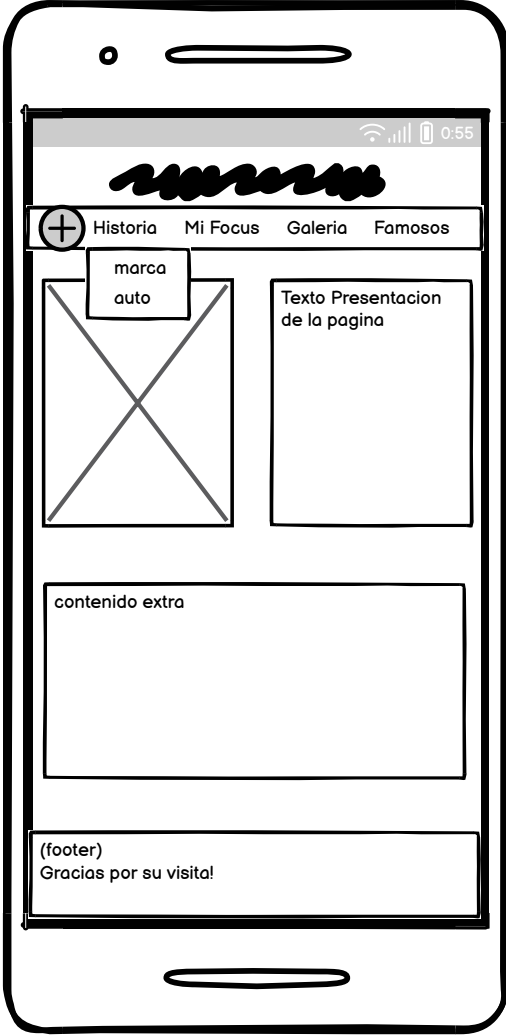 0:55
Historia Mi Focus Galeria Famosos
marca
auto
Texto Presentacion
de la pagina
contenido extra
(footer)
Gracias por su visita!